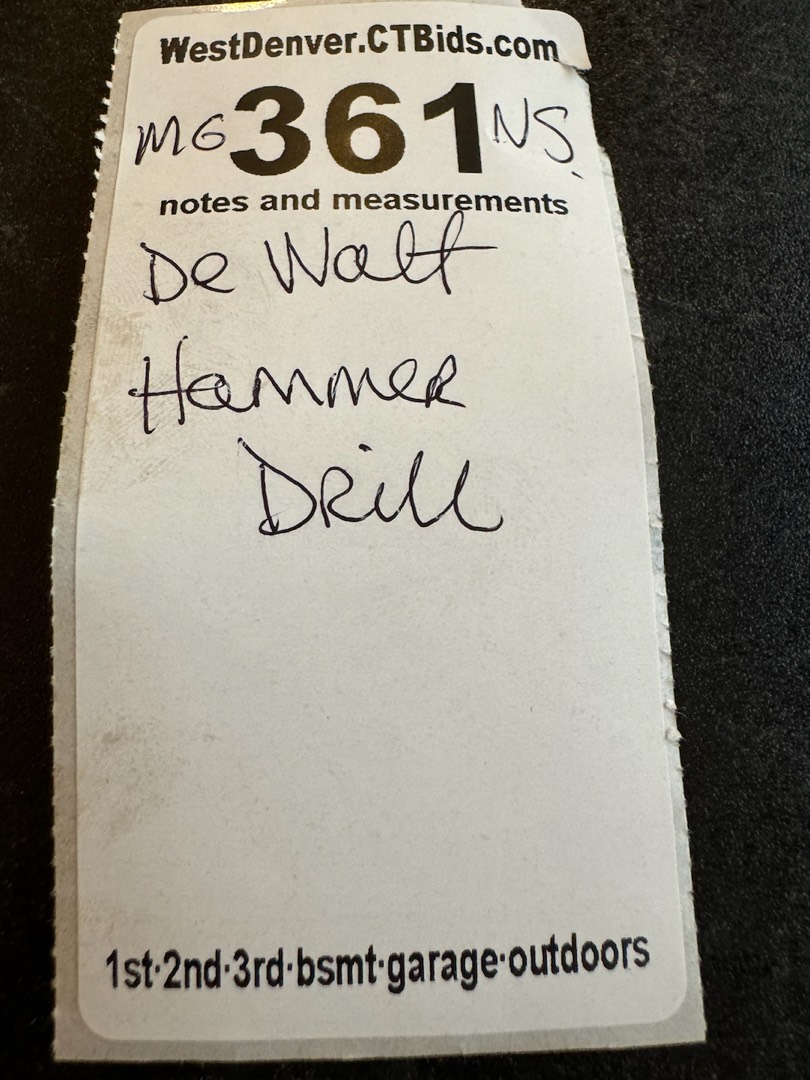 WestDenver.CTBids.com
MG 361 NS.
notes and measurements
De Walt
Hammer
Drill
1st·2nd·3rd·bsmt·garage·outdoors